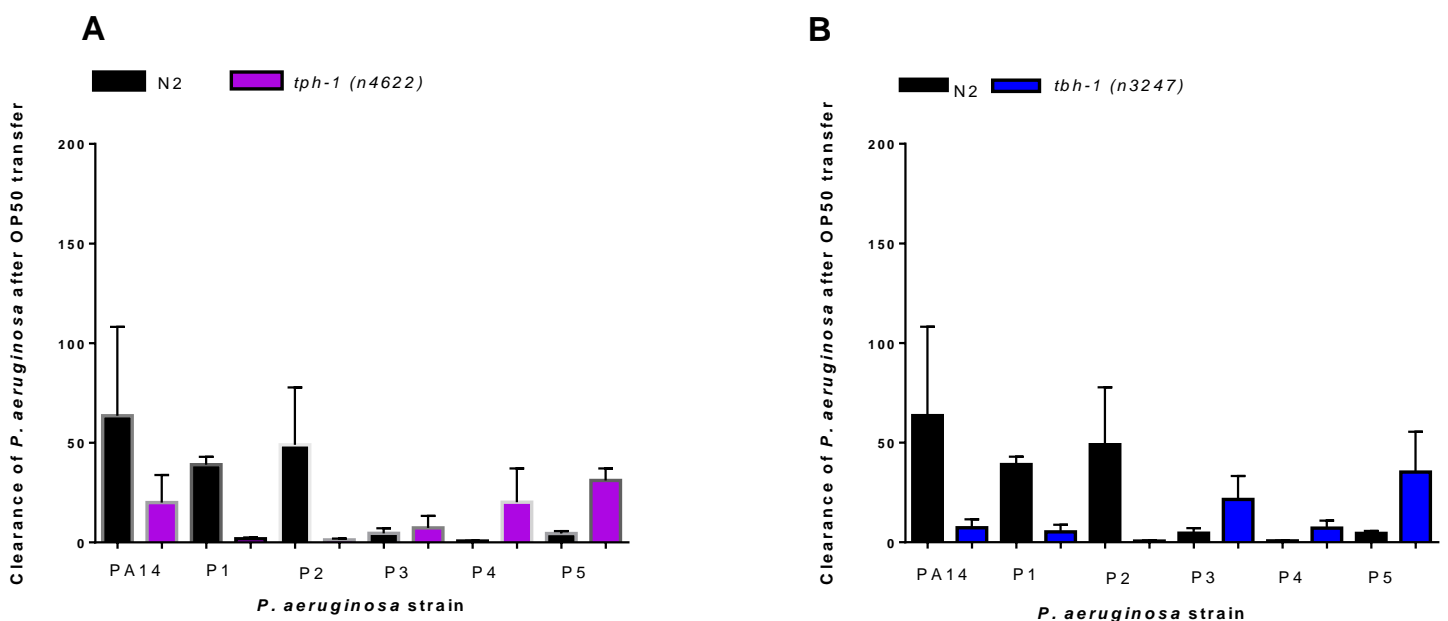 A
N2
tph-1 (n4622)
Clearance of P. aeruginosa after OP50 transfer
200
150
100
50
0
PA14 P1 P2 P3 P4 P5
P. aeruginosa strain
B
N2
tbh-1 (n3247)
Clearance of P. aeruginosa after OP50 transfer
200
150
100
50
0
PA14 P1 P2 P3 P4 P5
P. aeruginosa strain